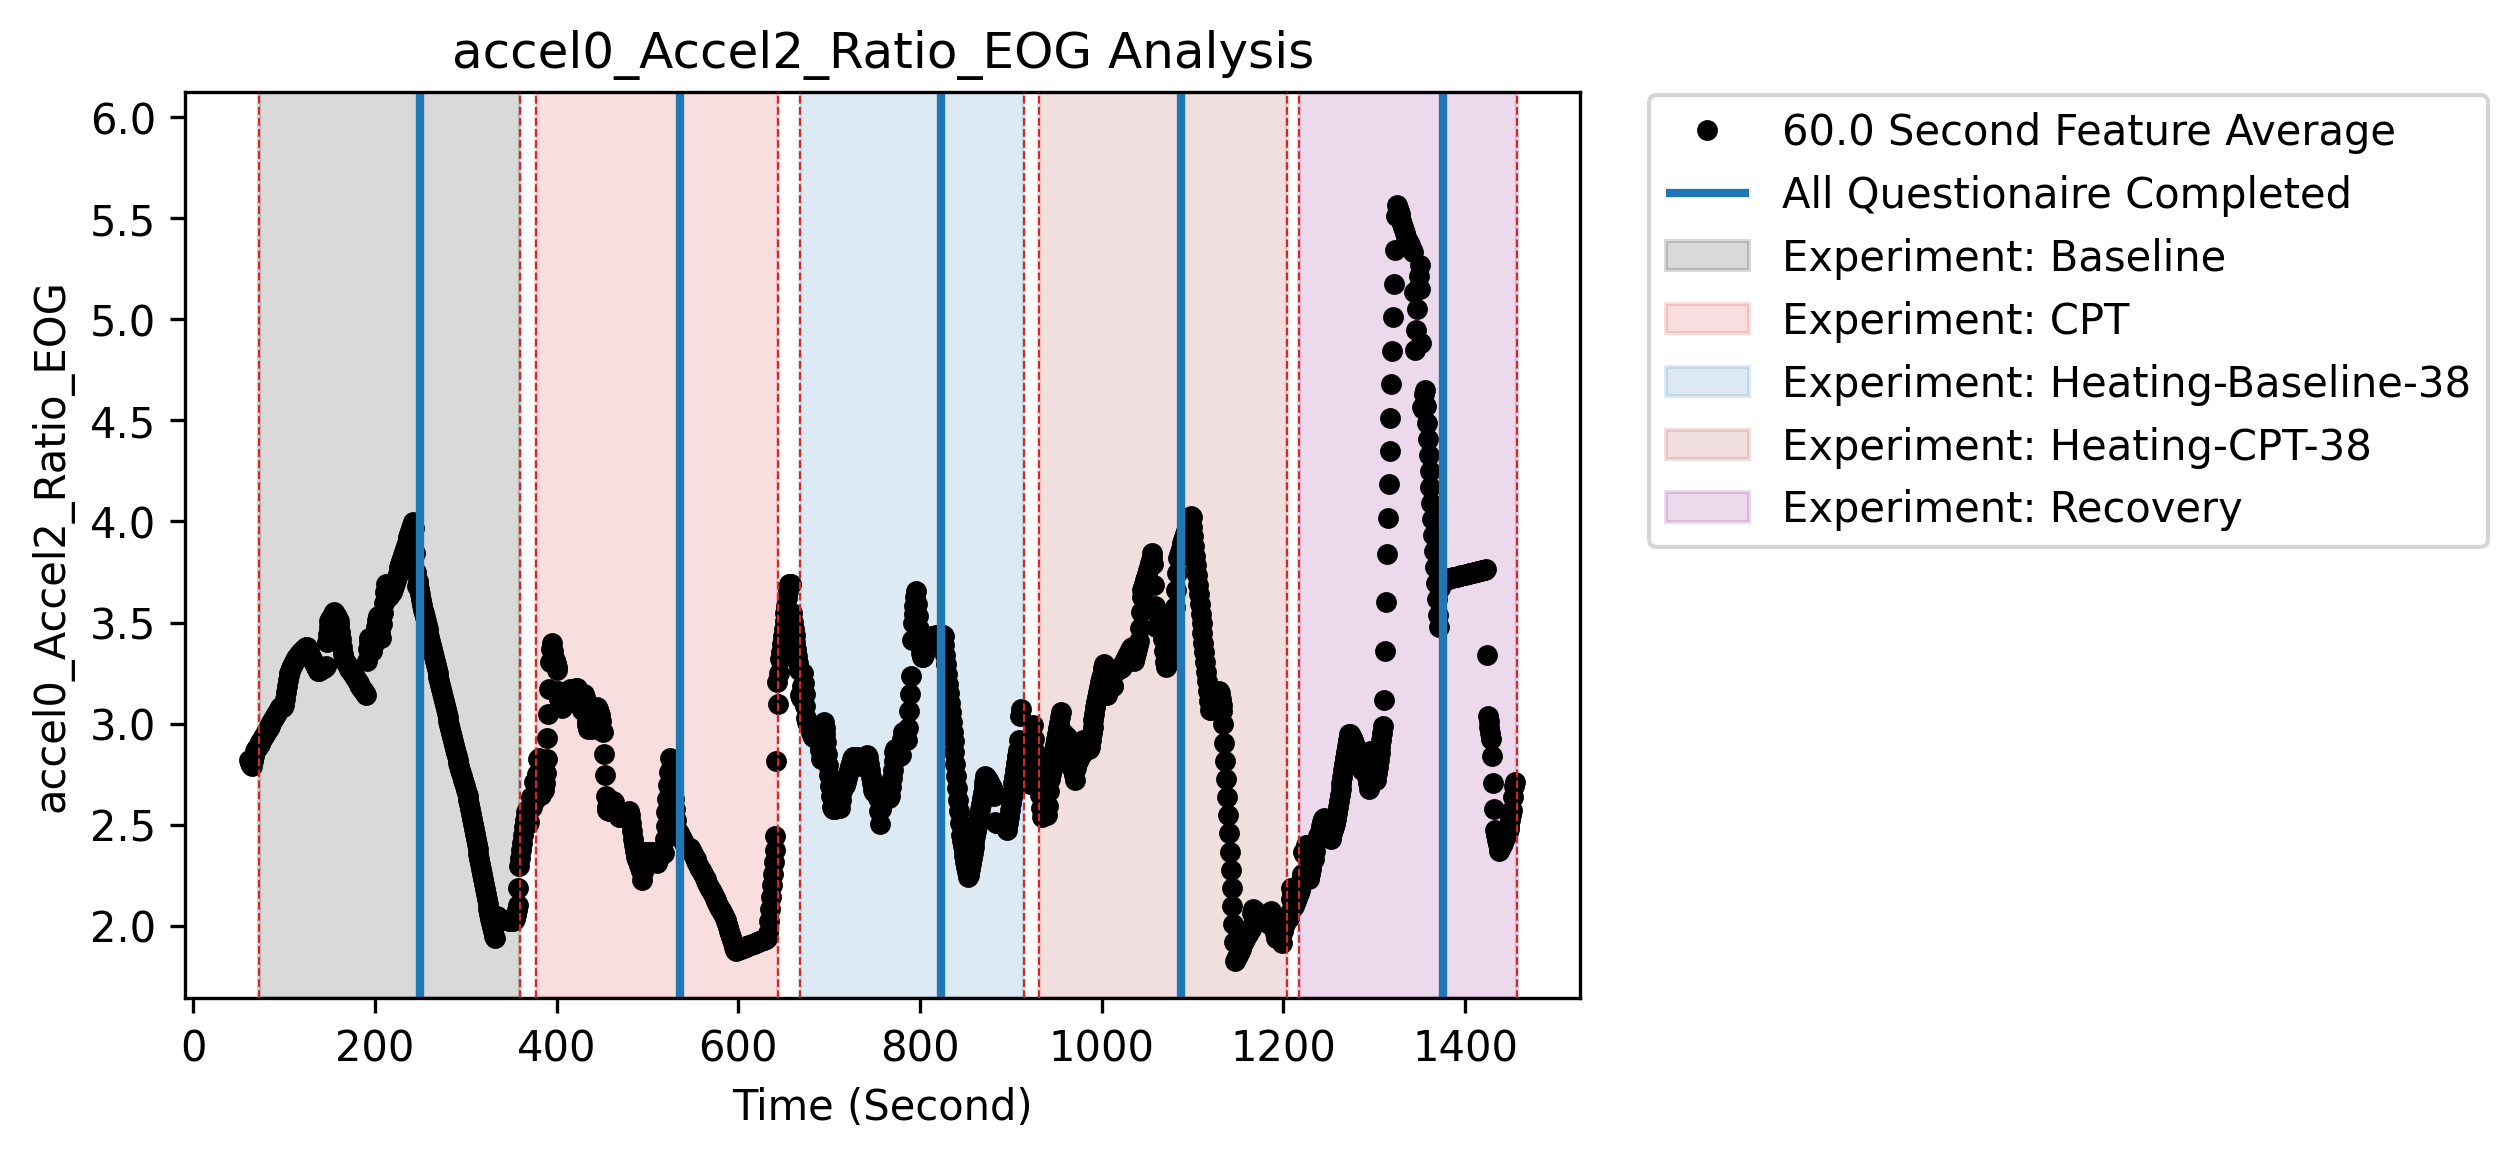 accel0_Accel2_Ratio_EOG Analysis
accel0_Accel2_Ratio_EOG
6.0
5.5
5.0
4.5
4.0
3.5
3.0
2.5
2.0
0 200 400 600 800 1000 1200 1400
Time (Second)
60.0 Second Feature Average
All Questionaire Completed
Experiment: Baseline
Experiment: CPT
Experiment: Heating-Baseline-38
Experiment: Heating-CPT-38
Experiment: Recovery